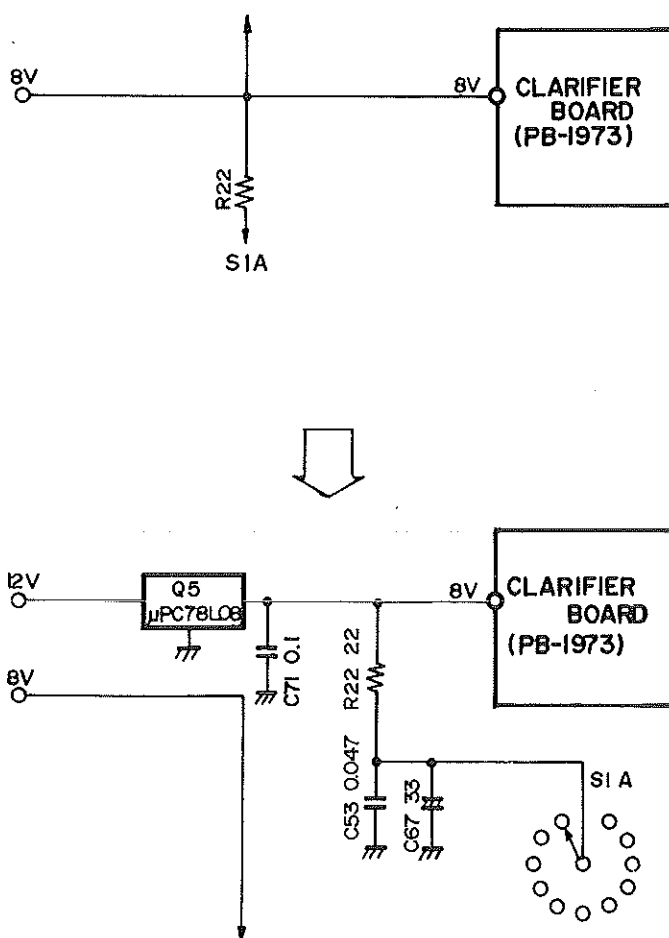 8V
8V
CLARIFIER
BOARD
(PB-1973)
R22
S1A
12V
Q5
μPC78L08
8V
CLARIFIER
BOARD
(PB-1973)
C71 0.1
R22 22
8V
C53 0.047
C67 33
S1A